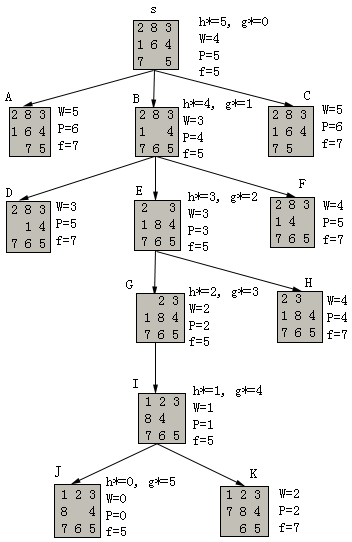 s
2 8 3
1 6 4
7 5
h*=5, g*=0
W=4
P=5
f=5
A
2 8 3
1 6 4
7 5
W=5
P=6
f=7
B
2 8 3
1 4
7 6 5
h*=4, g*=1
W=3
P=4
f=5
C
2 8 3
1 6 4
7 5
W=5
P=6
f=7
D
2 8 3
1 4
7 6 5
W=3
P=5
f=7
E
2 3
1 8 4
7 6 5
h*=3, g*=2
W=3
P=3
f=5
F
2 8 3
1 4
7 6 5
W=4
P=5
f=7
G
2 3
1 8 4
7 6 5
h*=2, g*=3
W=2
P=2
f=5
H
2 3
1 8 4
7 6 5
W=4
P=4
f=7
I
1 2 3
8 4
7 6 5
h*=1, g*=4
W=1
P=1
f=5
J
1 2 3
8 4
7 6 5
h*=0, g*=5
W=0
P=0
f=5
K
1 2 3
7 8 4
6 5
W=2
P=2
f=7